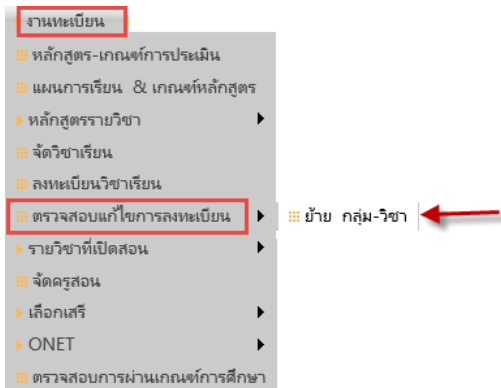 งานทะเบียน
หลักสูตร-เกณฑ์การประเมิน
แผนการเรียน & เกณฑ์หลักสูตร
หลักสูตรรายวิชา
จัดวิชาเรียน
ลงทะเบียนวิชาเรียน
ตรวจสอบแก้ไขการลงทะเบียน
ย้าย กลุ่ม-วิชา
รายวิชาที่เปิดสอน
จัดครูสอน
เลือกเสรี
ONET
ตรวจสอบการผ่านเกณฑ์การศึกษา